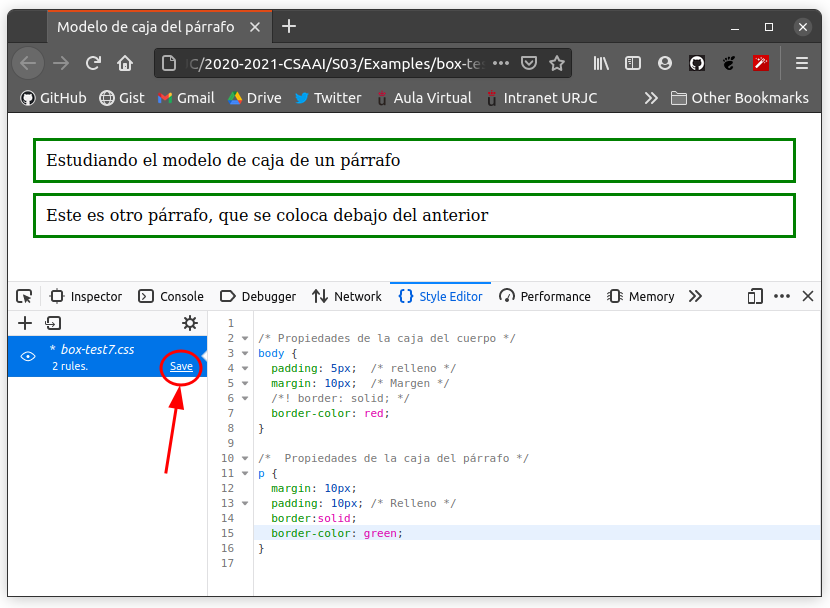 Modelo de caja del párrafo
/C/2020-2021-CSAAI/S03/Examples/box-tes
GitHub Gist Gmail Drive Twitter Aula Virtual Intranet URJC Other Bookmarks
Estudiando el modelo de caja de un párrafo
Este es otro párrafo, que se coloca debajo del anterior
Inspector Console Debugger Network Style Editor Performance Memory
* box-test7.css
2 rules. Save
1
2 /* Propiedades de la caja del cuerpo */
3 body {
4 padding: 5px; /* relleno */
5 margin: 10px; /* Margen */
6 /*! border: solid; */
7 border-color: red;
8 }
9
10 /* Propiedades de la caja del párrafo */
11 p {
12 margin: 10px;
13 padding: 10px; /* Relleno */
14 border:solid;
15 border-color: green;
16 }
17